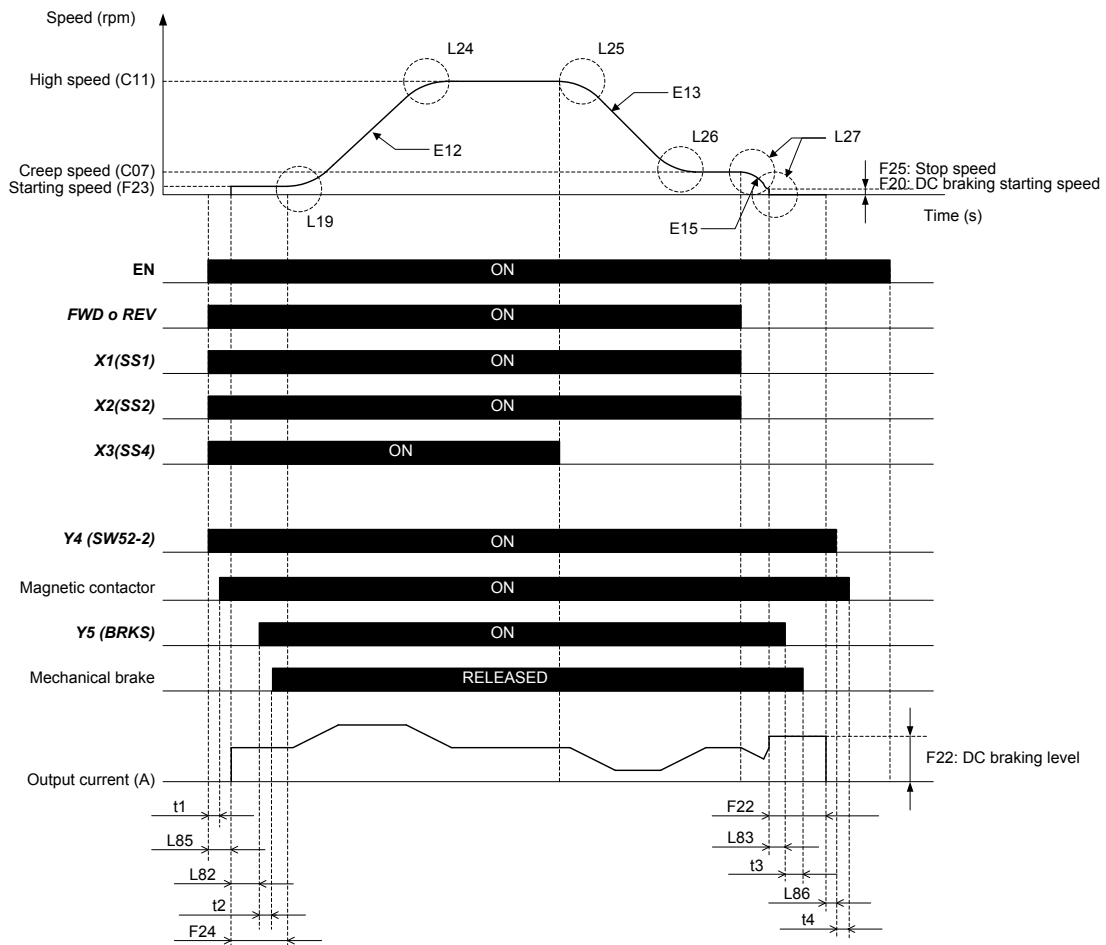 Speed (rpm)
L24
L25
High speed (C11)
E13
E12
L26
L27
Creep speed (C07)
Starting speed (F23)
F25: Stop speed
F20: DC braking starting speed
Time (s)
L19
E15
EN
ON
FWD o REV
ON
X1(SS1)
ON
X2(SS2)
ON
X3(SS4)
ON
Y4 (SW52-2)
ON
Magnetic contactor
ON
Y5 (BRKS)
ON
Mechanical brake
RELEASED
F22: DC braking level
Output current (A)
t1
F22
L85
L83
L82
t3
t2
L86
F24
t4